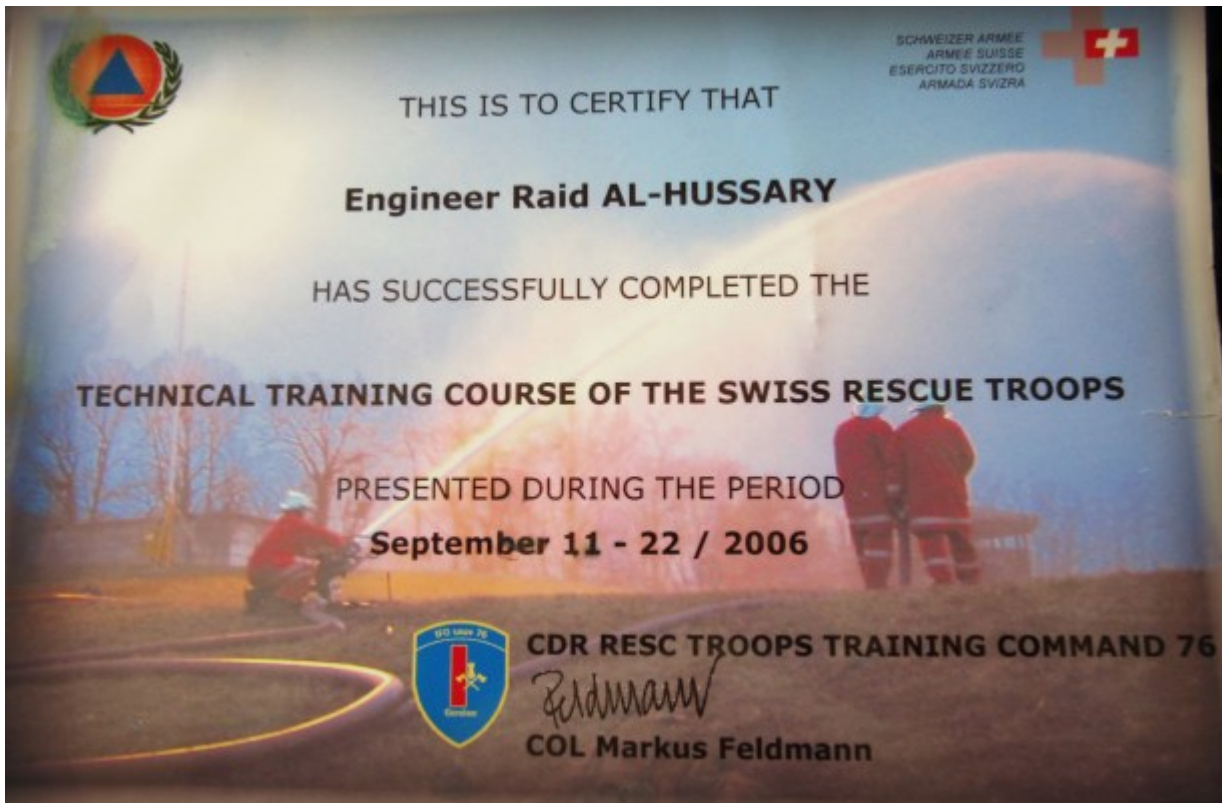 SCHWEIZER ARMEE
ARMEE SUISSE
ESERCITO SVIZZERO
ARMADA SVIZRA
THIS IS TO CERTIFY THAT
Engineer Raid AL-HUSSARY
HAS SUCCESSFULLY COMPLETED THE
TECHNICAL TRAINING COURSE OF THE SWISS RESCUE TROOPS
PRESENTED DURING THE PERIOD
September 11 - 22 / 2006
CDR RESC TROOPS TRAINING COMMAND 76
Feldmann
COL Markus Feldmann